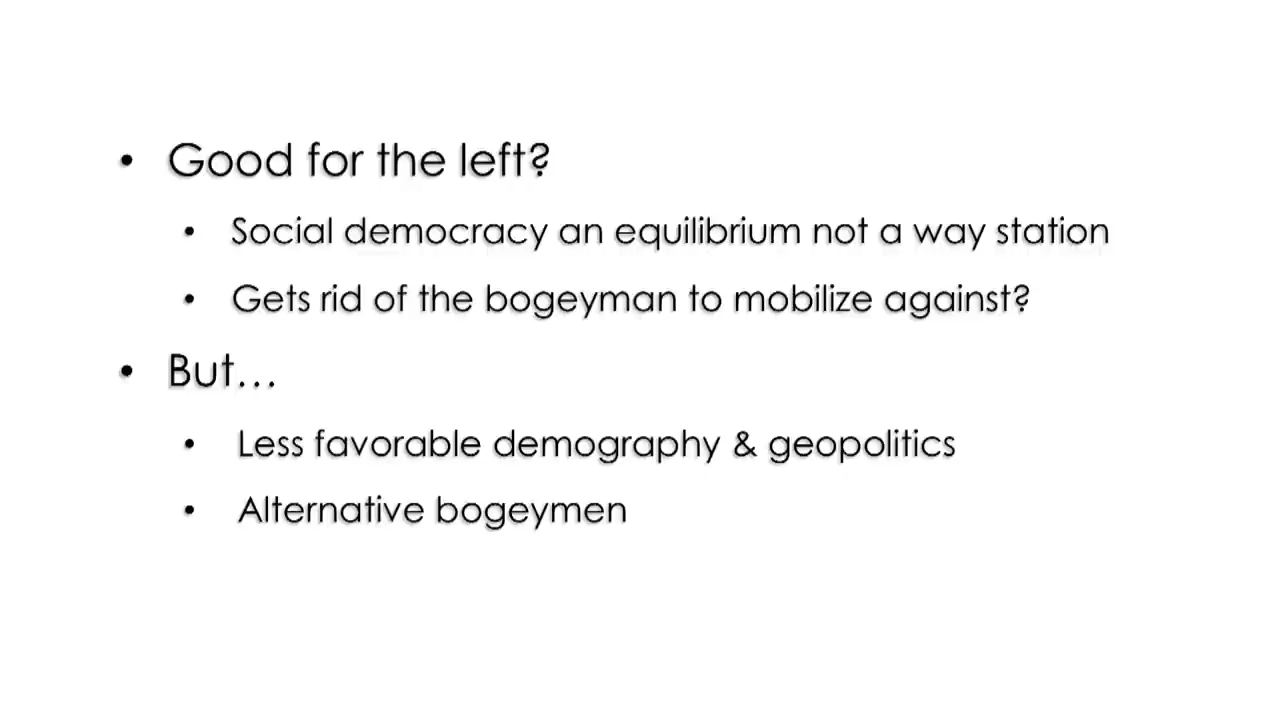 • Good for the left?
• Social democracy an equilibrium not a way station
• Gets rid of the bogeyman to mobilize against?
• But...
• Less favorable demography & geopolitics
• Alternative bogeymen